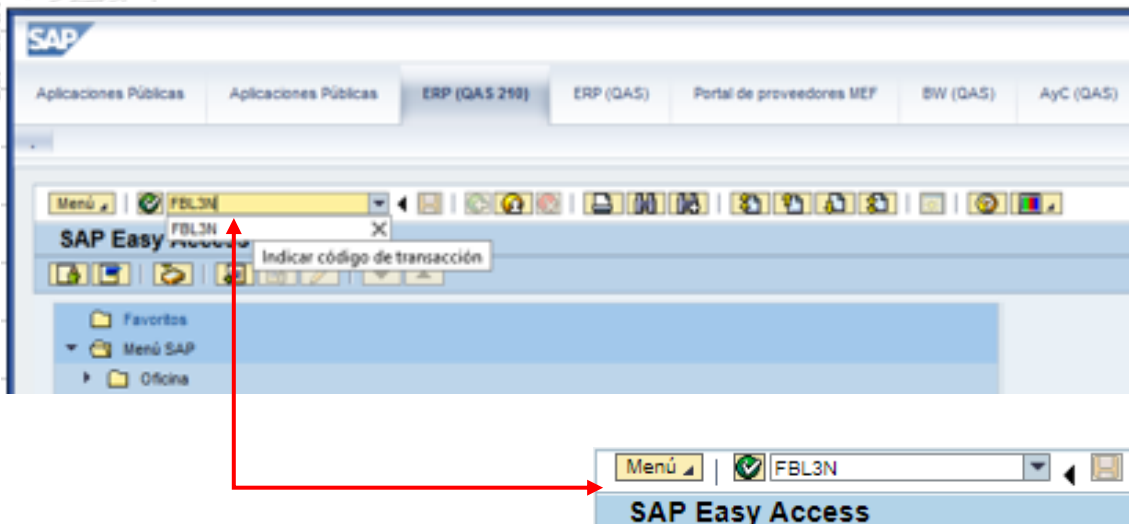 SAP
Aplicaciones Públicas Aplicaciones Públicas ERP (QAS 210) ERP (QAS) Portal de proveedores MEF BW (QAS) AyC (QAS)
Menú FBL3N
FBL3N
SAP Easy Access
Indicar código de transacción
Favoritos
Menú SAP
Oficina
Menú FBL3N
SAP Easy Access